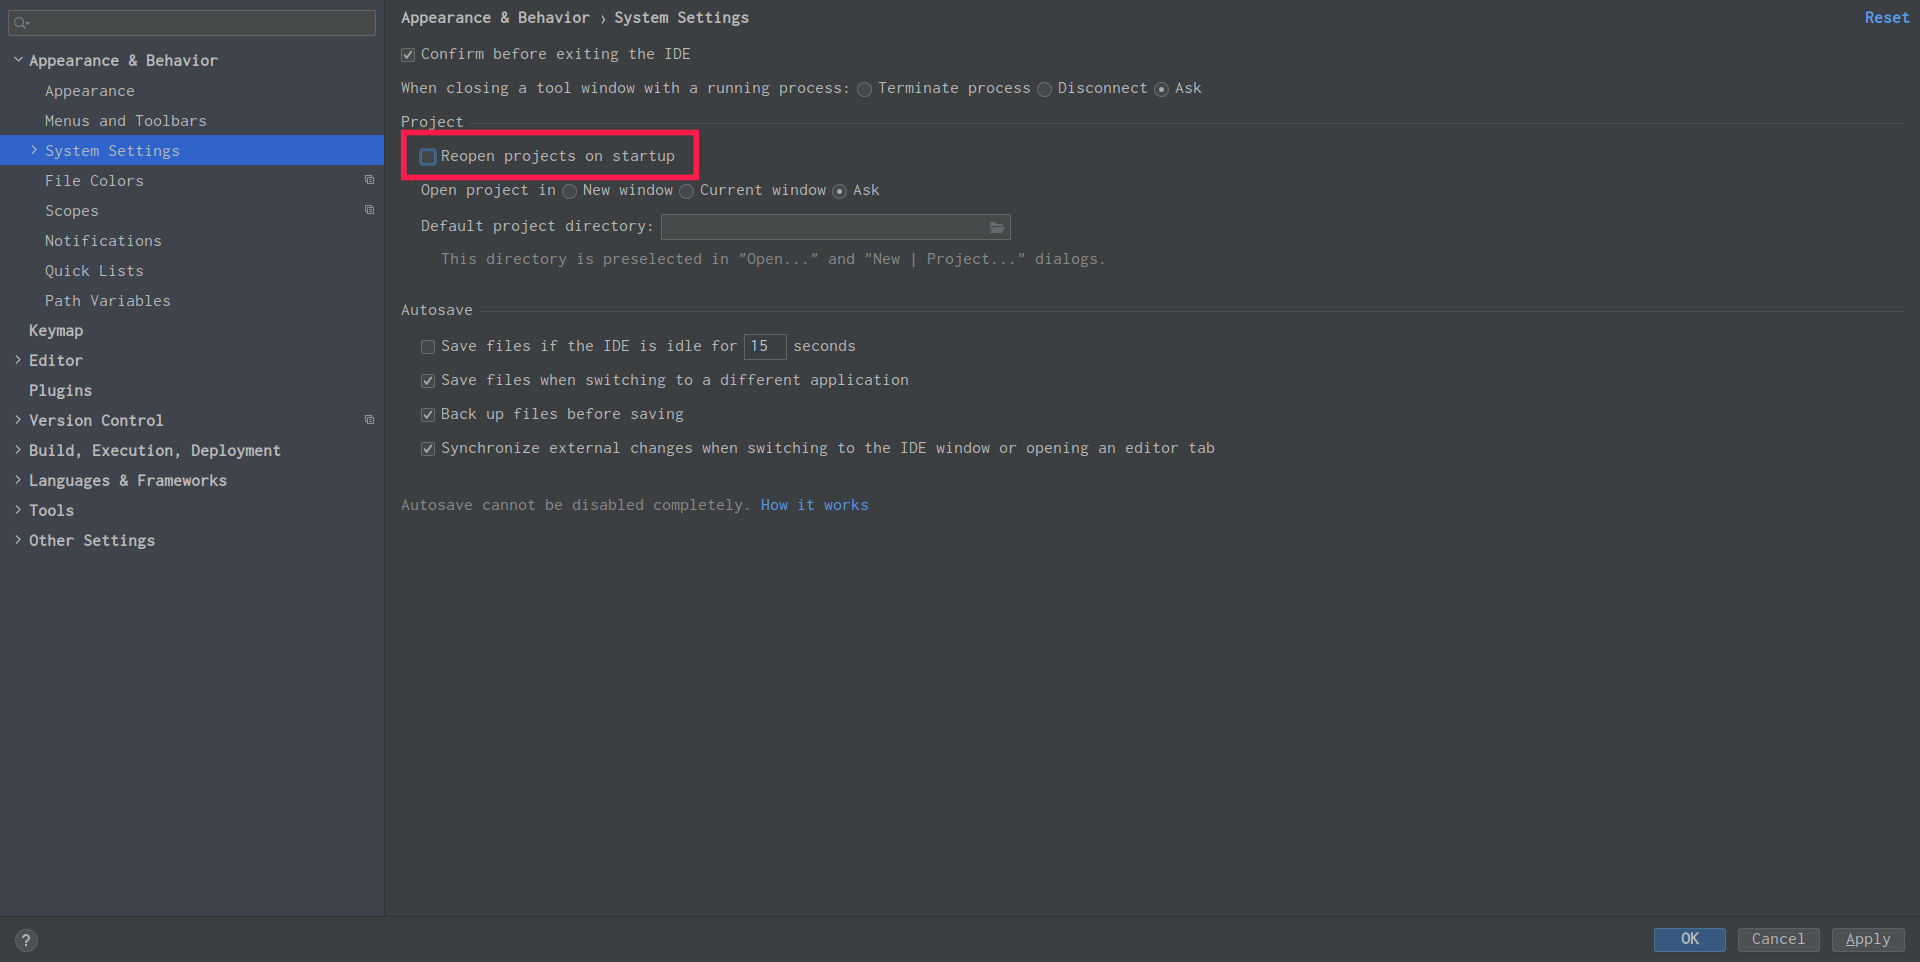 Appearance & Behavior
Appearance
Menus and Toolbars
System Settings
File Colors
Scopes
Notifications
Quick Lists
Path Variables
Keymap
Editor
Plugins
Version Control
Build, Execution, Deployment
Languages & Frameworks
Tools
Other Settings
Appearance & Behavior › System Settings
Reset
Confirm before exiting the IDE
When closing a tool window with a running process: Terminate process Disconnect Ask
Project
Reopen projects on startup
Open project in New window Current window Ask
Default project directory:
This directory is preselected in "Open..." and "New | Project..." dialogs.
Autosave
Save files if the IDE is idle for 15 seconds
Save files when switching to a different application
Back up files before saving
Synchronize external changes when switching to the IDE window or opening an editor tab
Autosave cannot be disabled completely. How it works
?
OK Cancel Apply